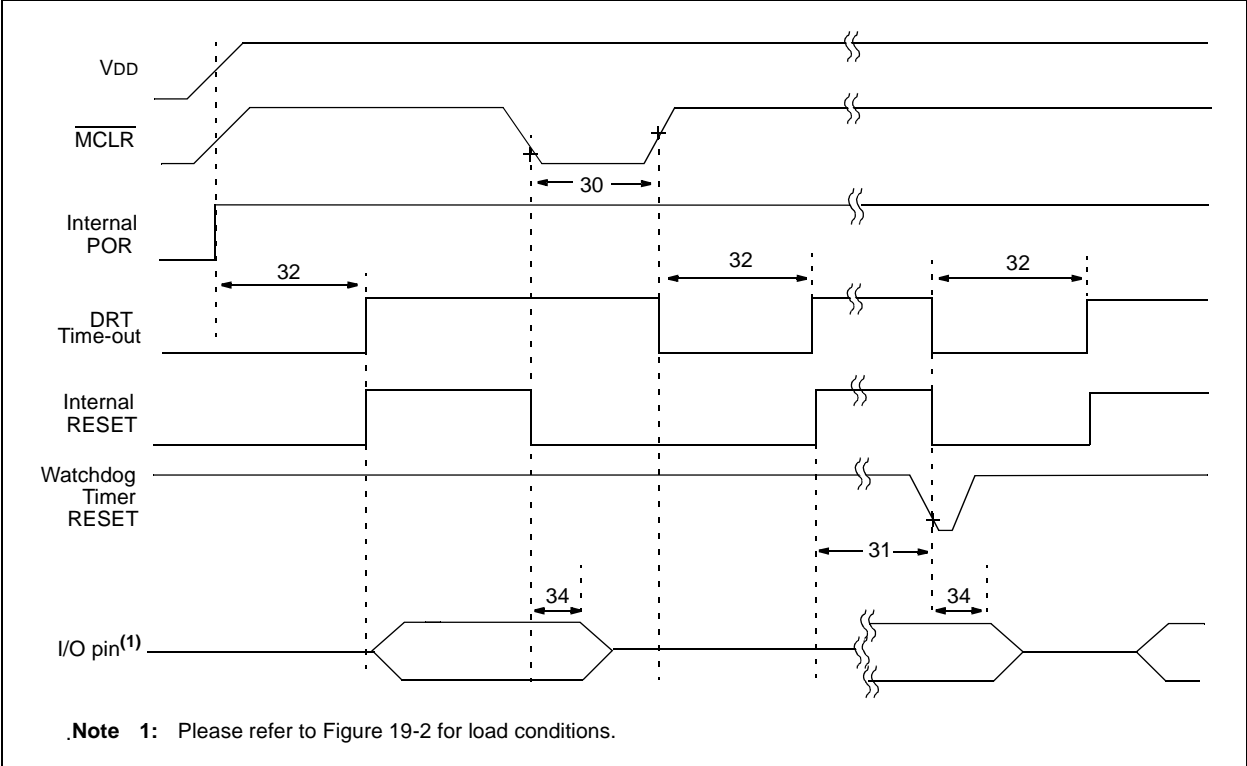 VDD
MCLR
30
Internal
POR
32
32
32
DRT
Time-out
Internal
RESET
Watchdog
Timer
RESET
31
34
34
I/O pin(1)
.Note 1: Please refer to Figure 19-2 for load conditions.